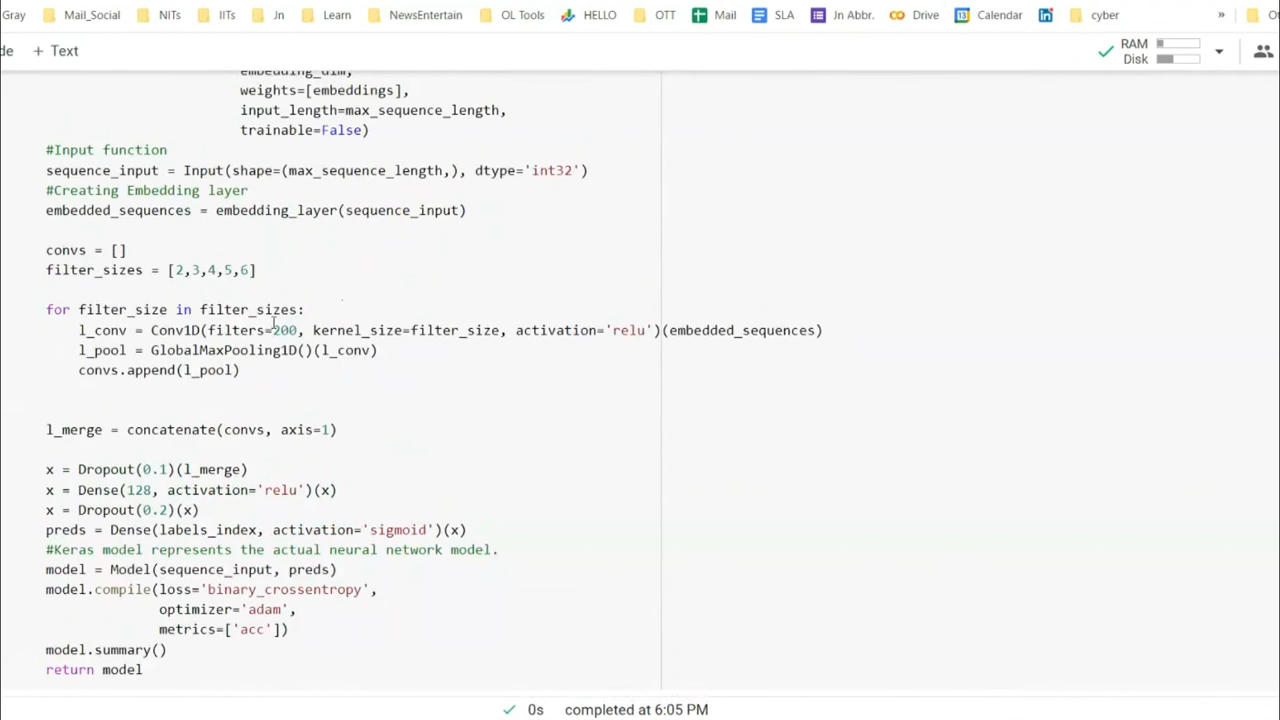 Gray Mail_Social NITs IITs Jn Learn NewsEntertain OL Tools HELLO OTT Mail SLA Jn Abbr. Drive Calendar cyber »
de + Text RAM
Disk
embedding_dim,
weights=[embeddings],
input_length=max_sequence_length,
trainable=False)
#Input function
sequence_input = Input(shape=(max_sequence_length,), dtype='int32')
#Creating Embedding layer
embedded_sequences = embedding_layer(sequence_input)
convs = []
filter_sizes = [2,3,4,5,6]
for filter_size in filter_sizes:
l_conv = Conv1D(filters=200, kernel_size=filter_size, activation='relu')(embedded_sequences)
l_pool = GlobalMaxPooling1D()(l_conv)
convs.append(l_pool)
l_merge = concatenate(convs, axis=1)
x = Dropout(0.1)(l_merge)
x = Dense(128, activation='relu')(x)
x = Dropout(0.2)(x)
preds = Dense(labels_index, activation='sigmoid')(x)
#Keras model represents the actual neural network model.
model = Model(sequence_input, preds)
model.compile(loss='binary_crossentropy',
optimizer='adam',
metrics=['acc'])
model.summary()
return model
0s completed at 6:05 PM